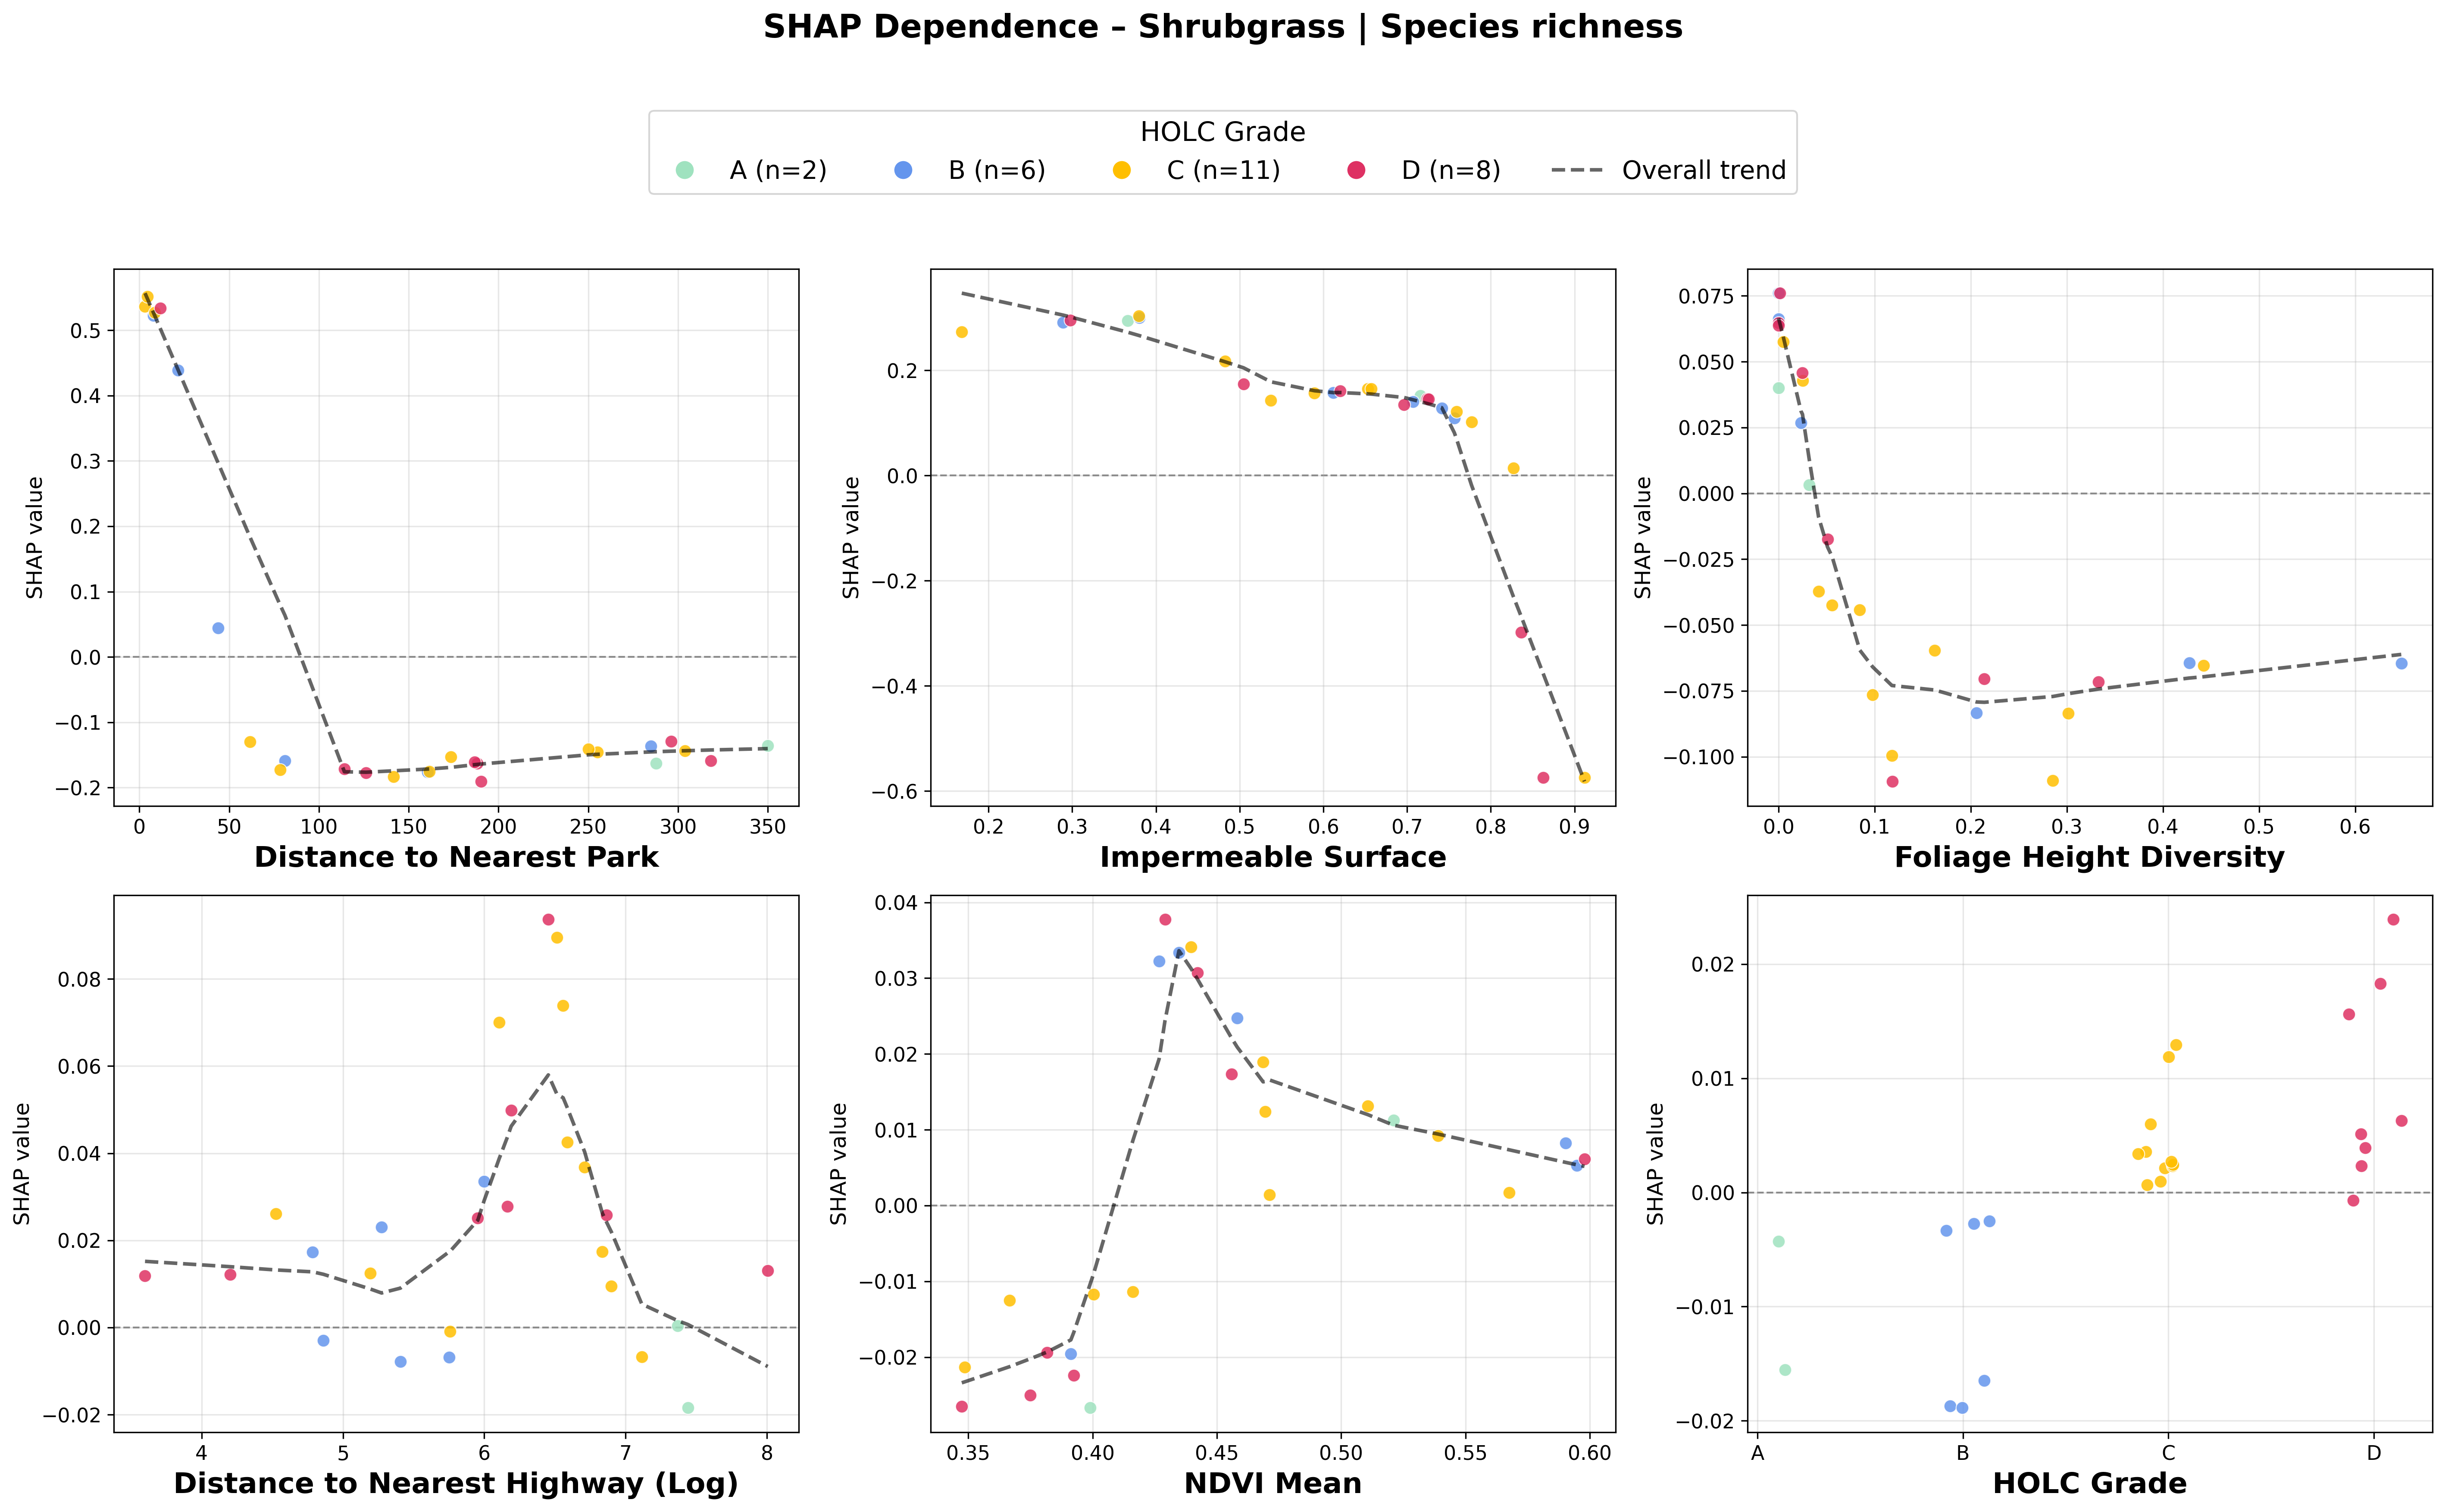 SHAP Dependence – Shrubgrass | Species richness
HOLC Grade
A (n=2) B (n=6) C (n=11) D (n=8) Overall trend
SHAP value
0.5
0.4
0.3
0.2
0.1
0.0
−0.1
−0.2
0 50 100 150 200 250 300 350
Distance to Nearest Park
SHAP value
0.2
0.0
−0.2
−0.4
−0.6
0.2 0.3 0.4 0.5 0.6 0.7 0.8 0.9
Impermeable Surface
SHAP value
0.075
0.050
0.025
0.000
−0.025
−0.050
−0.075
−0.100
0.0 0.1 0.2 0.3 0.4 0.5 0.6
Foliage Height Diversity
SHAP value
0.08
0.06
0.04
0.02
0.00
−0.02
4 5 6 7 8
Distance to Nearest Highway (Log)
SHAP value
0.04
0.03
0.02
0.01
0.00
−0.01
−0.02
0.35 0.40 0.45 0.50 0.55 0.60
NDVI Mean
SHAP value
0.02
0.01
0.00
−0.01
−0.02
A B C D
HOLC Grade